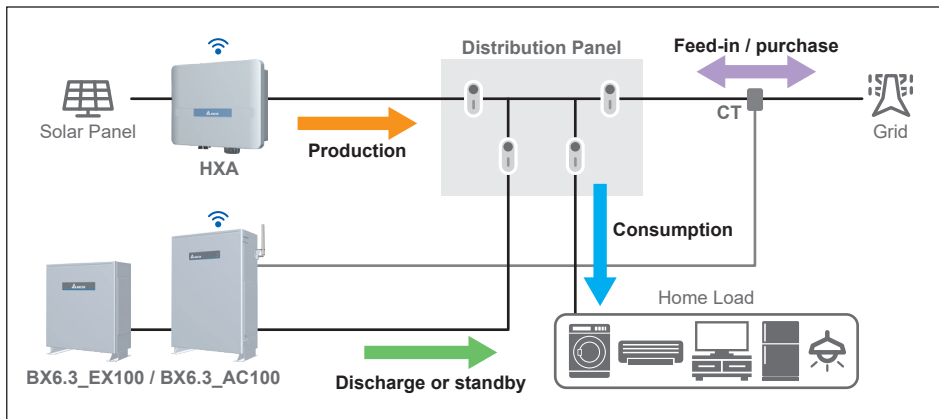 Distribution Panel
Feed-in / purchase
Solar Panel
HXA
Production
CT
Grid
Consumption
Home Load
BX6.3_EX100 / BX6.3_AC100
Discharge or standby